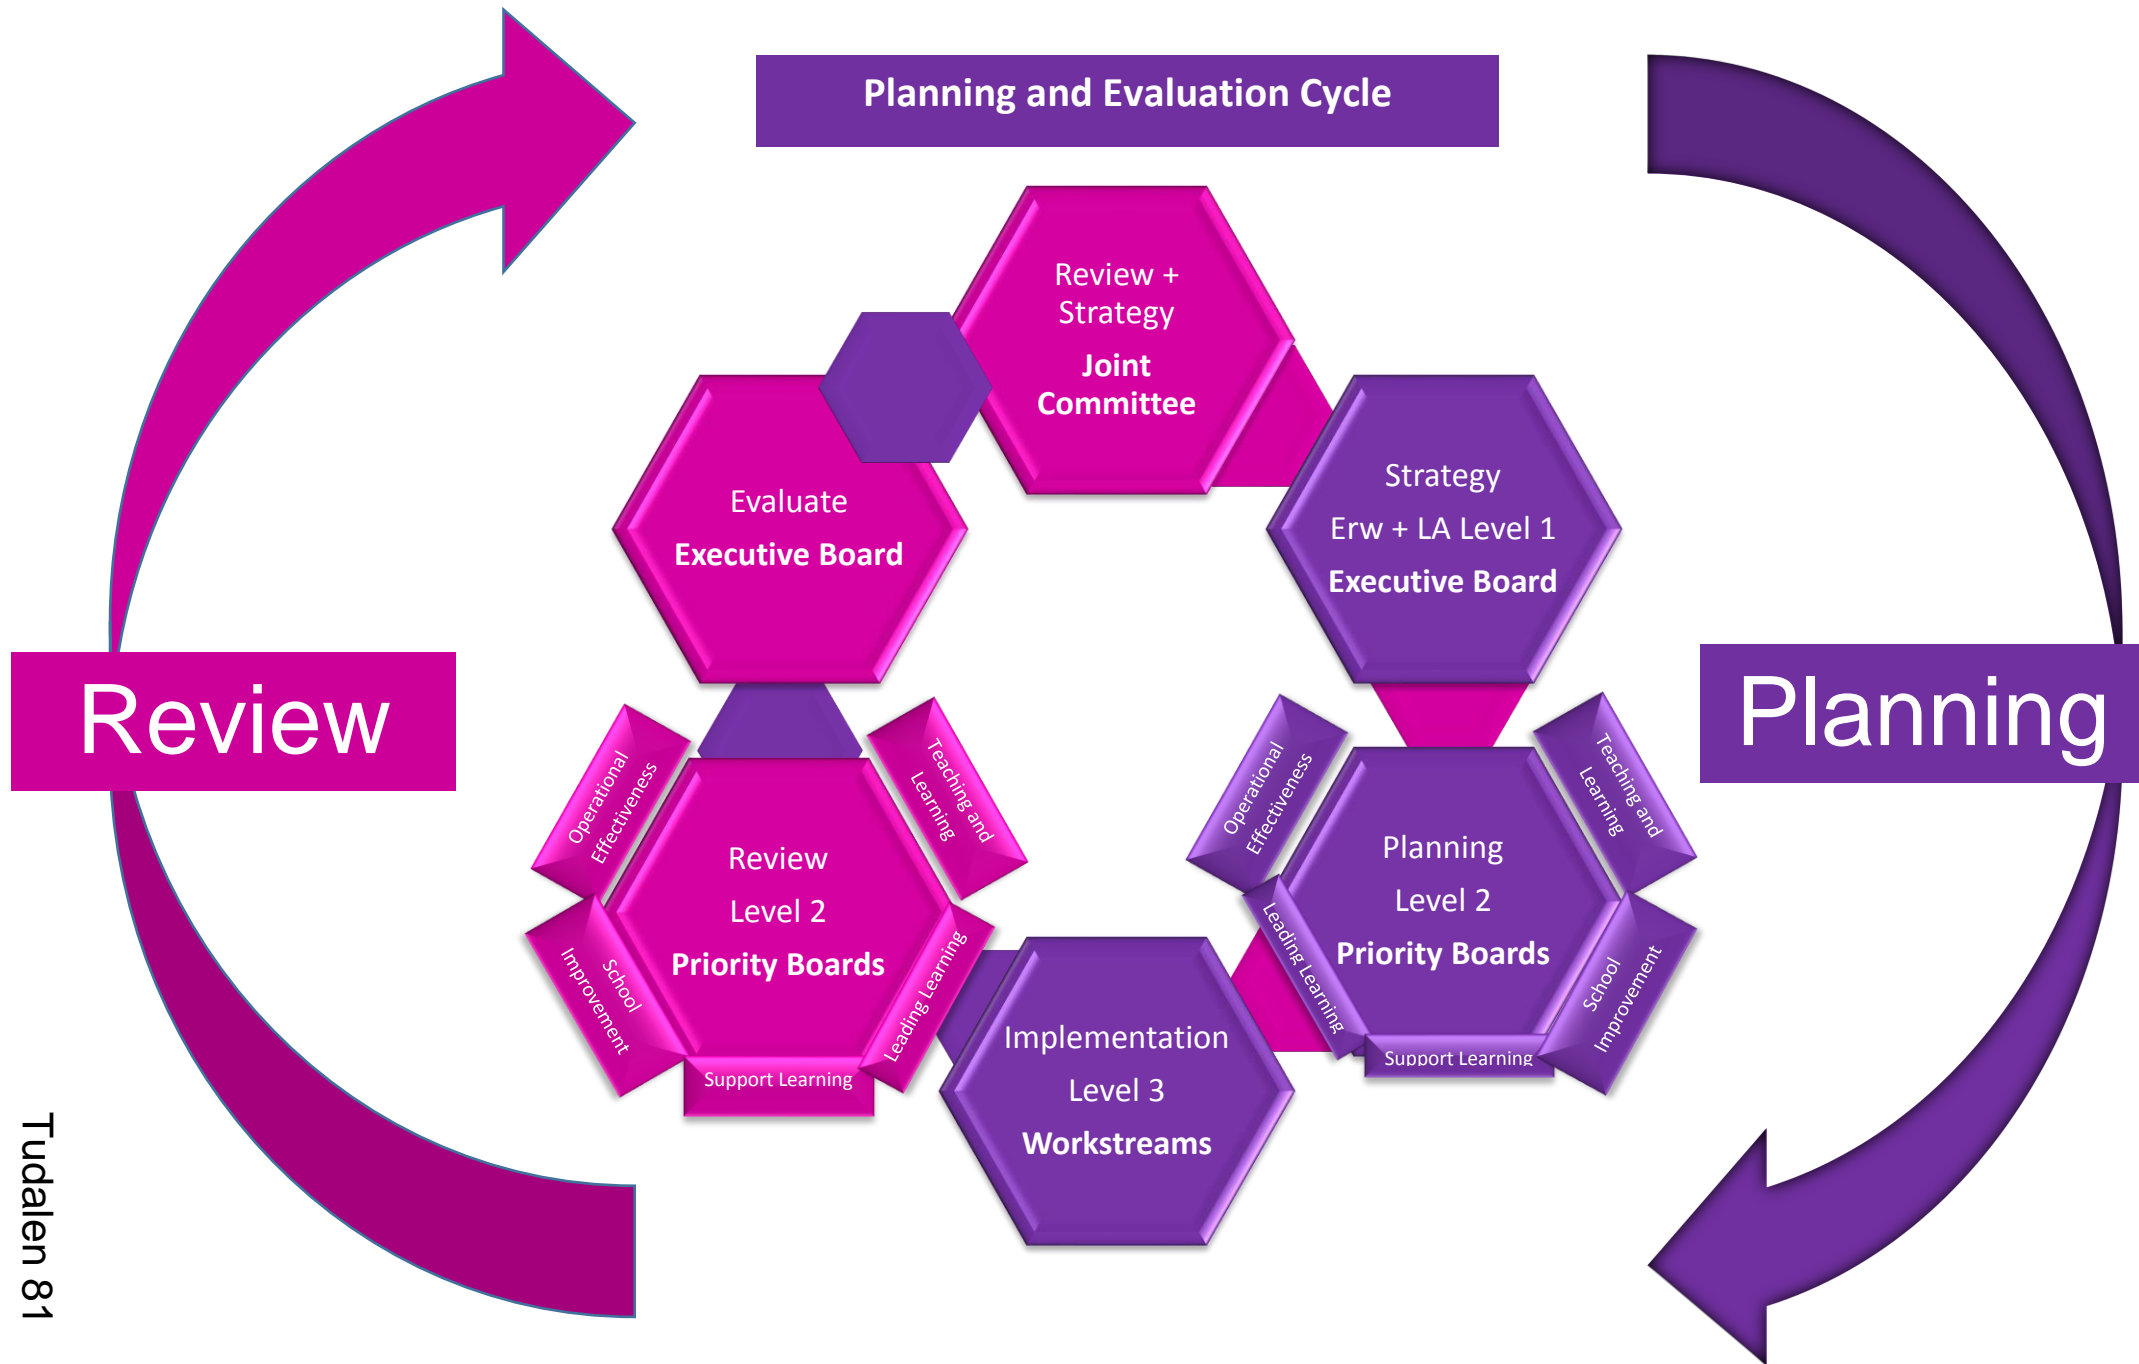 Planning and Evaluation Cycle
Review +
Strategy
Joint
Committee
Strategy
Erw + LA Level 1
Executive Board
Planning
Operational
Effectiveness
Teaching and
Learning
Planning
Level 2
Priority Boards
Leading Learning
School
Improvement
Support Learning
Implementation
Level 3
Workstreams
Operational
Effectiveness
Teaching and
Learning
Review
Level 2
Priority Boards
School
Improvement
Leading Learning
Support Learning
Evaluate
Executive Board
Review
Tudalen 81